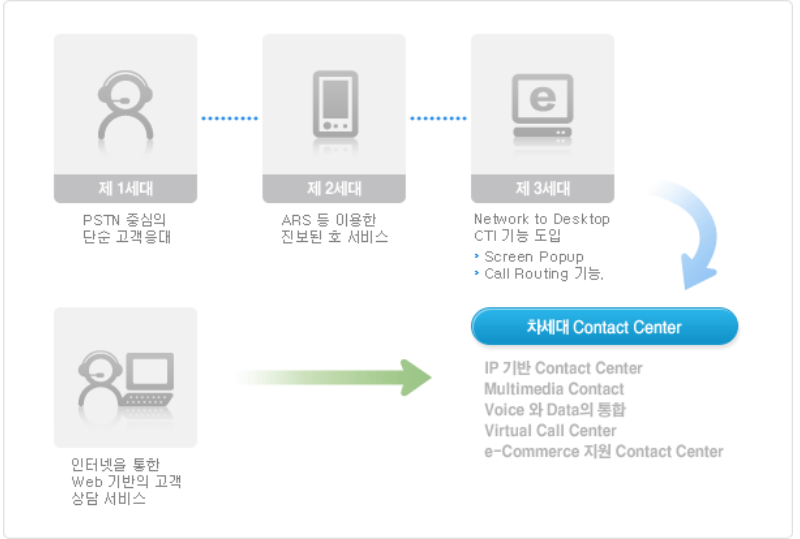 e
제 1세대
제 2세대
제 3세대
PSTN 중심의
단순 고객응대
ARS 등 이용한
진보된 호 서비스
Network to Desktop
CTI 기능 도입
Screen Popup
Call Routing 기능,
차세대 Contact Center
IP 기반 Contact Center
Multimedia Contact
Voice 와 Data의 통합
Virtual Call Center
e-Commerce 지원 Contact Center
인터넷을 통한
Web 기반의 고객
상담 서비스